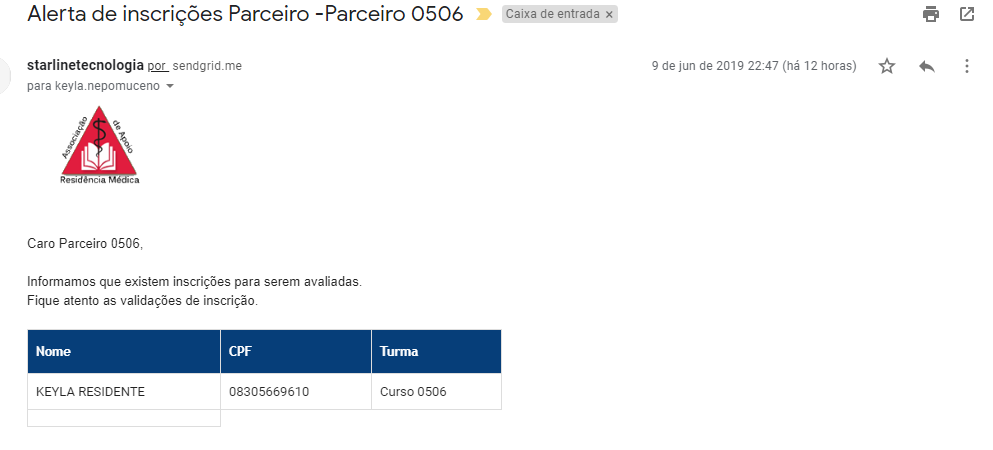 Alerta de inscrições Parceiro -Parceiro 0506 Caixa de entrada ×
starlinetecnologia por sendgrid.me 9 de jun de 2019 22:47 (há 12 horas)
para keyla.nepomuceno
Associação de Apoio
Residência Médica
Caro Parceiro 0506,
Informamos que existem inscrições para serem avaliadas.
Fique atento as validações de inscrição.
Nome CPF Turma
KEYLA RESIDENTE 08305669610 Curso 0506